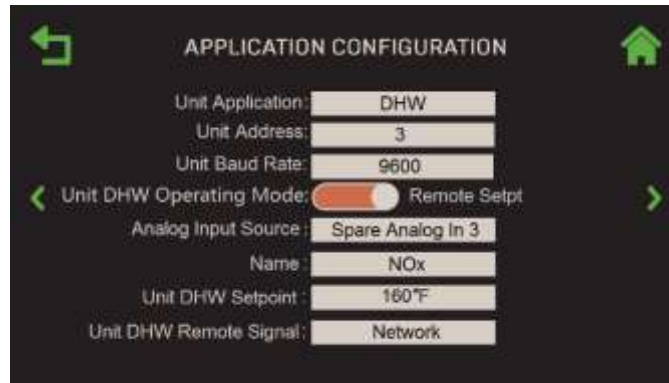 APPLICATION CONFIGURATION
Unit Application: DHW
Unit Address: 3
Unit Baud Rate: 9600
Unit DHW Operating Mode: Remote Setpt
Analog Input Source : Spare Analog In 3
Name : NOx
Unit DHW Setpoint : 160°F
Unit DHW Remote Signal: Network